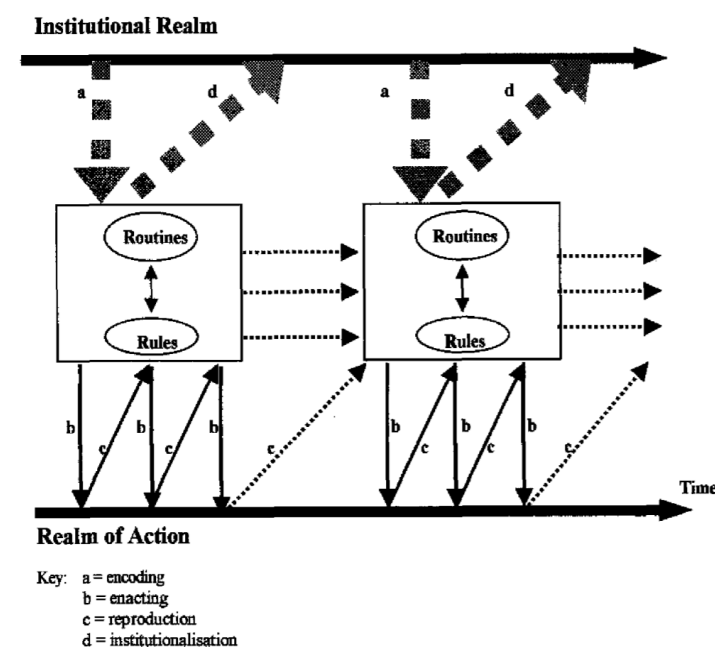 Institutional Realm
a
d
a
d
Routines
Routines
Rules
Rules
b
c
b
c
b
c
b
c
b
c
b
c
Time
Realm of Action
Key: a = encoding
b = enacting
c = reproduction
d = institutionalisation